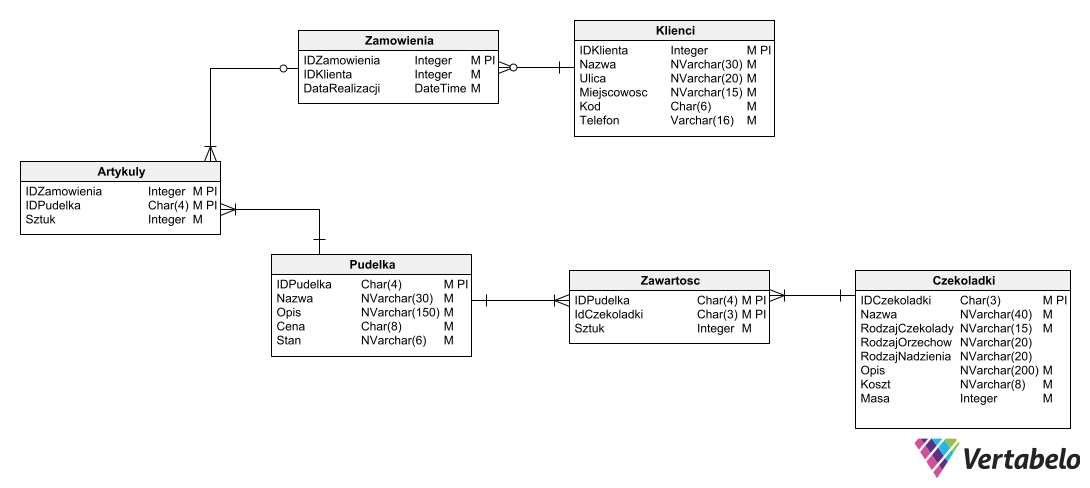 Zamowienia
IDZamowienia Integer M PI
IDKlienta Integer M
DataRealizacji DateTime M
Klienci
IDKlienta Integer M PI
Nazwa NVarchar(30) M
Ulica NVarchar(20) M
Miejscowosc NVarchar(15) M
Kod Char(6) M
Telefon Varchar(16) M
Artykuly
IDZamowienia Integer M PI
IDPudelka Char(4) M PI
Sztuk Integer M
Pudelka
IDPudelka Char(4) M PI
Nazwa NVarchar(30) M
Opis NVarchar(150) M
Cena Char(8) M
Stan NVarchar(6) M
Zawartosc
IDPudelka Char(4) M PI
IdCzekoladki Char(3) M PI
Sztuk Integer M
Czekoladki
IDCzekoladki Char(3) M PI
Nazwa NVarchar(40) M
RodzajCzekolady NVarchar(15) M
RodzajOrzechow NVarchar(20)
RodzajNadzienia NVarchar(20)
Opis NVarchar(200) M
Koszt NVarchar(8) M
Masa Integer M
Vertabelo